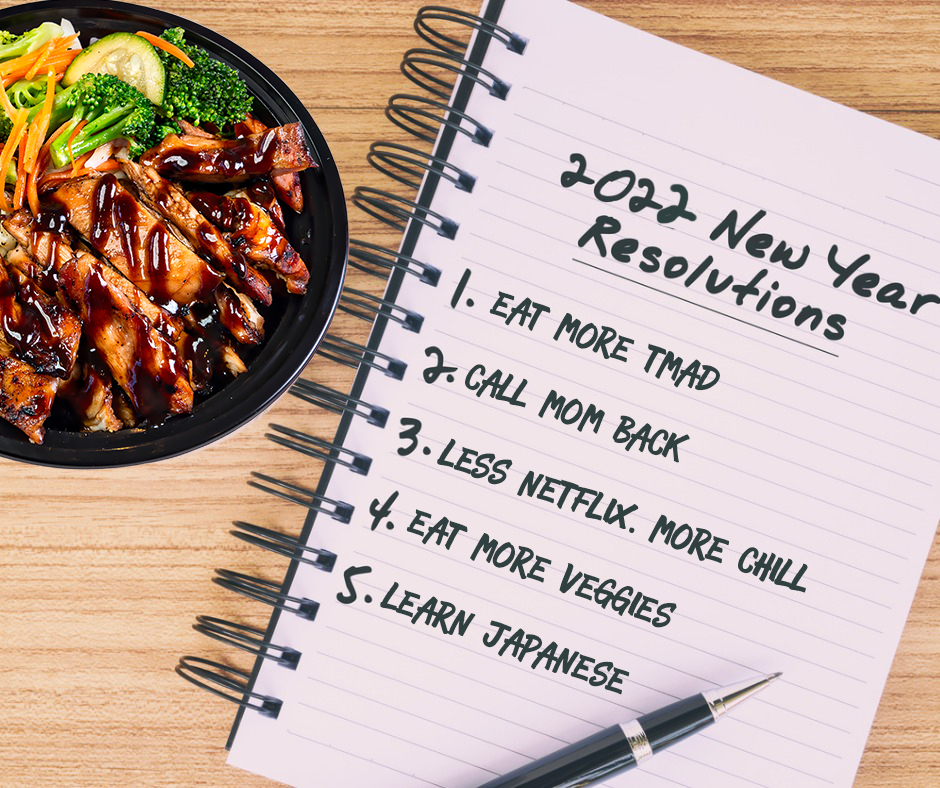 2022 New Year
Resolutions
1. EAT MORE TMAD
2. CALL MOM BACK
3. LESS NETFLIX. MORE CHILL
4. EAT MORE VEGGIES
5. LEARN JAPANESE